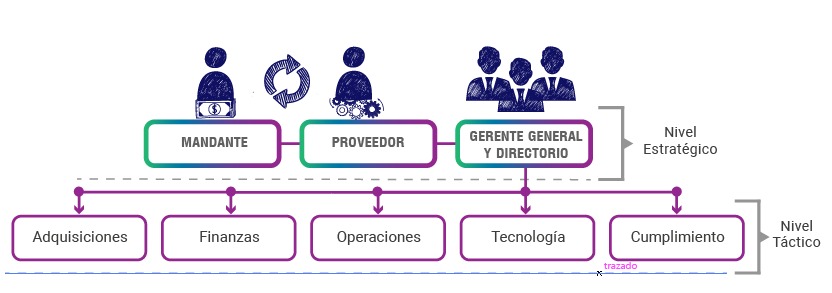 $
MANDANTE
PROVEEDOR
GERENTE GENERAL
Y DIRECTORIO
Nivel
Estratégico
Adquisiciones
Finanzas
Operaciones
Tecnología
Cumplimiento
Nivel
Táctico
trazado